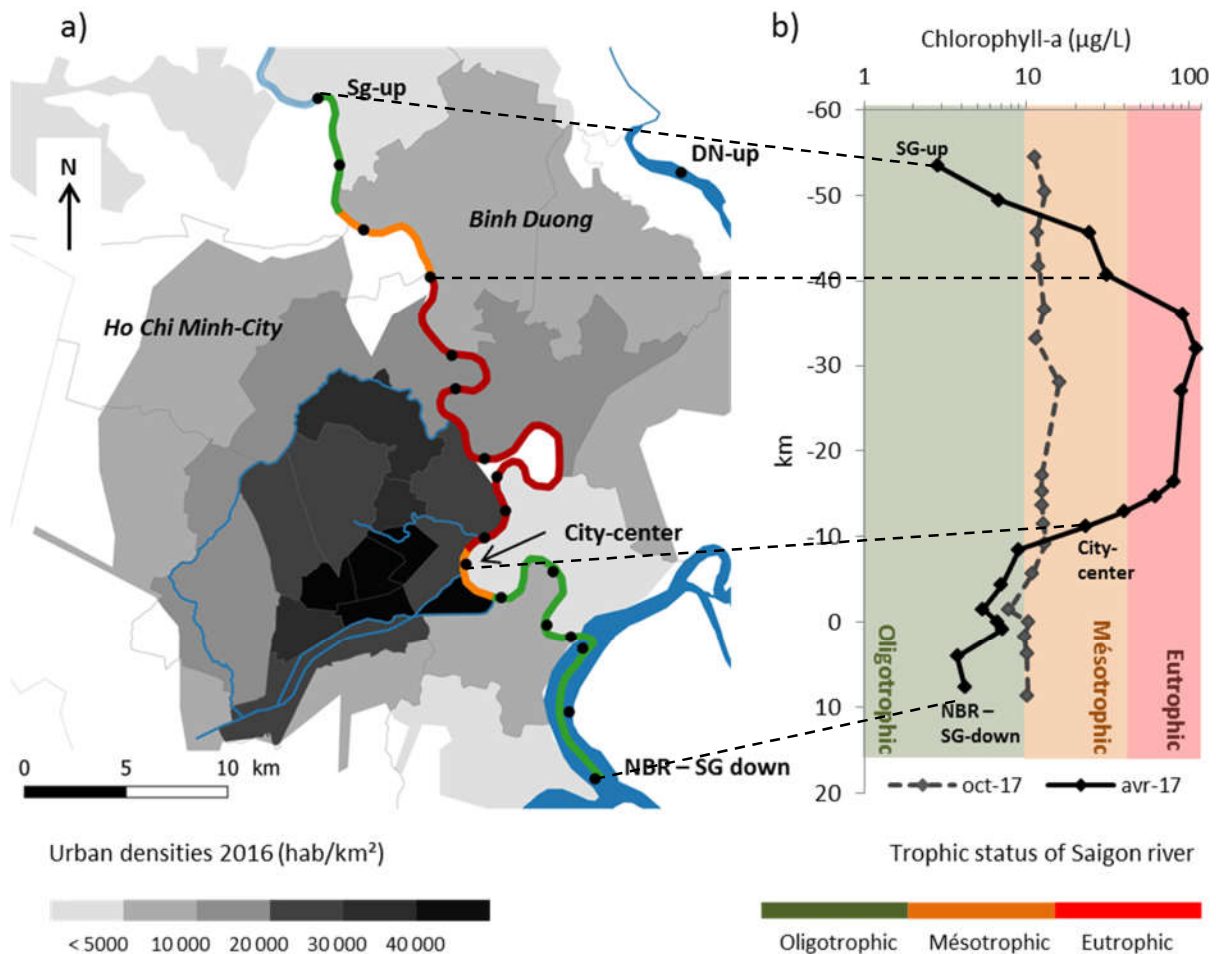 a)
Sg-up
N
DN-up
Binh Duong
Ho Chi Minh-City
City-center
NBR – SG down
0 5 10 km
Urban densities 2016 (hab/km²)
< 5000 10 000 20 000 30 000 40 000
b)
Chlorophyll-a (µg/L)
1 10 100
-60
-50
-40
-30
-20
-10
0
10
20
km
SG-up
City-
center
NBR –
SG-down
Oligotrophic
Mésotrophic
Eutrophic
oct-17 avr-17
Trophic status of Saigon river
Oligotrophic Mésotrophic Eutrophic